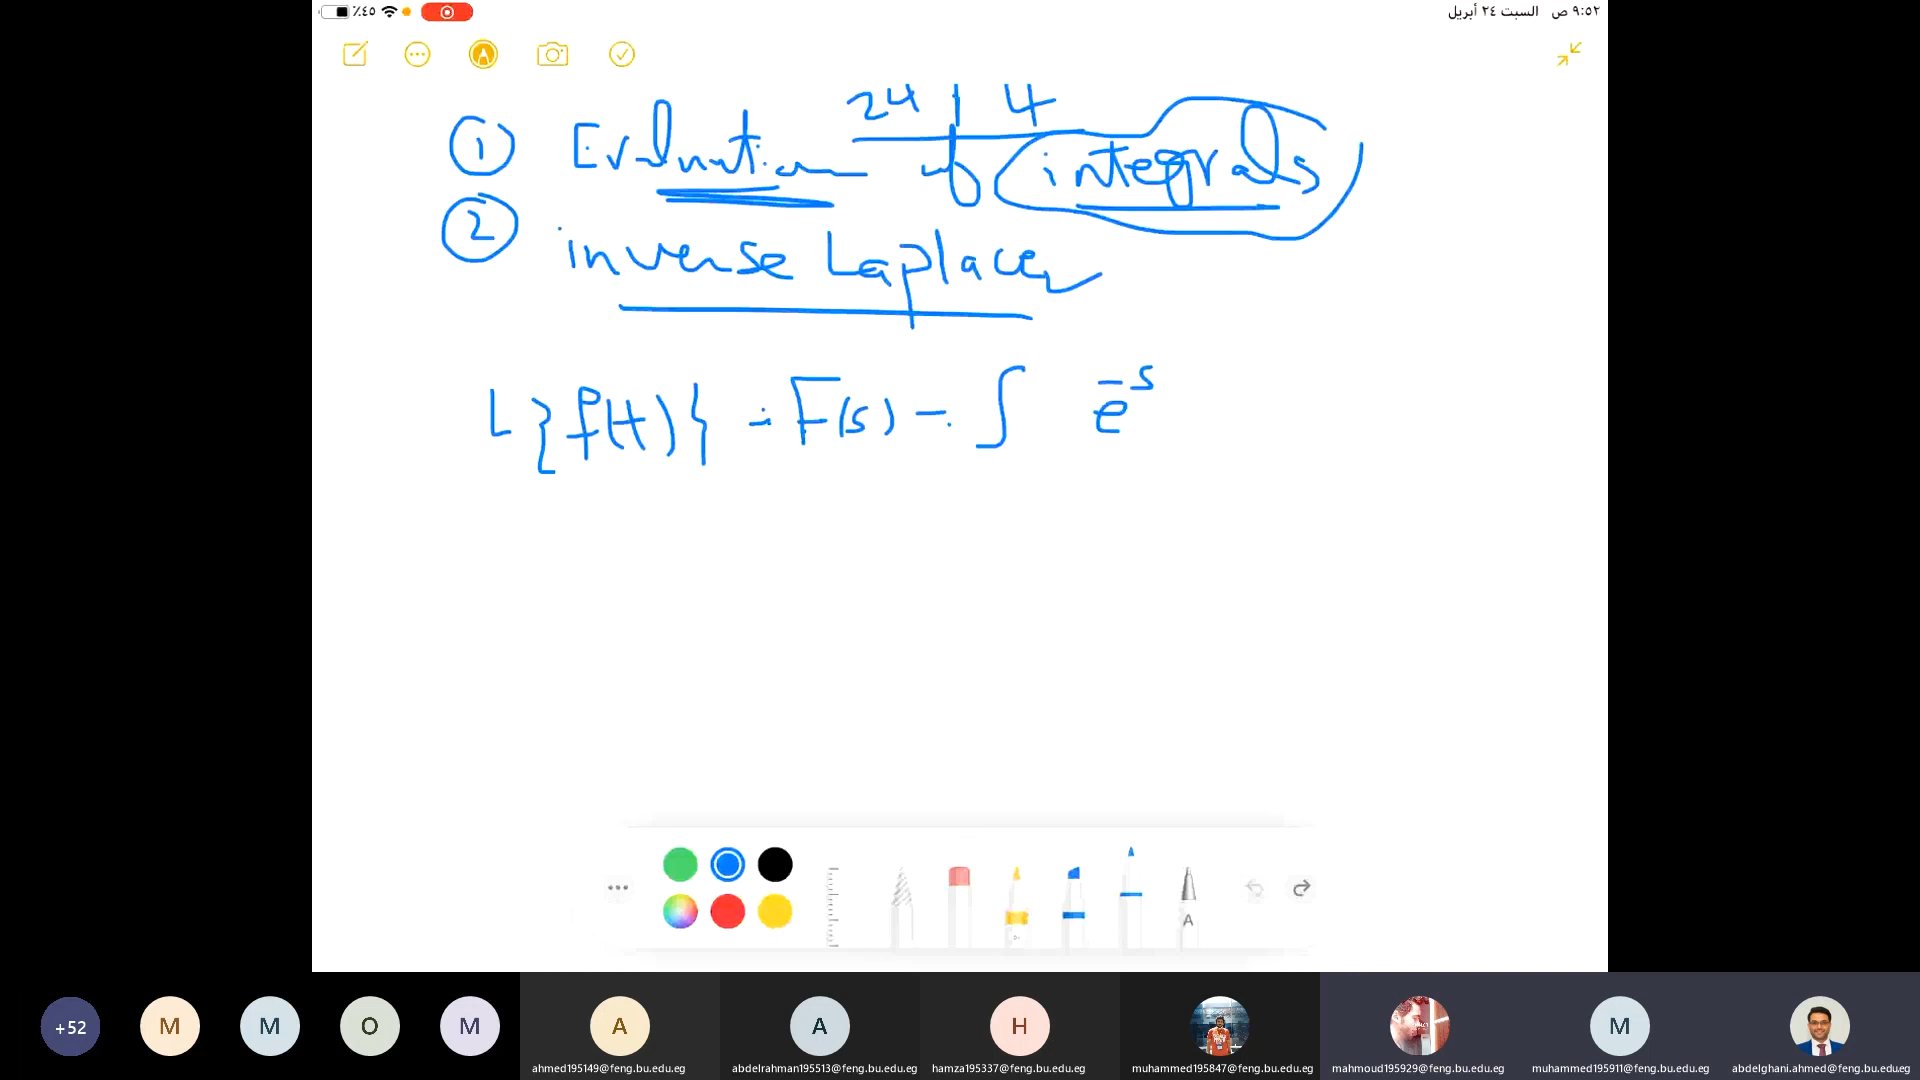 ٪٤٥
٩:٥٢ ص السبت ٢٤ أبريل
24 | 4
① Evaluation of integrals
② inverse Laplace
L{f(t)} = F(s) = ∫ e^-s
A
+52 M M O M A A H M
ahmed195149@feng.bu.edu.eg abdelrahman195513@feng.bu.edu.eg hamza195337@feng.bu.edu.eg muhammed195847@feng.bu.edu.eg mahmoud195929@feng.bu.edu.eg muhammed195911@feng.bu.edu.eg abdelghani.ahmed@feng.bu.edu.eg